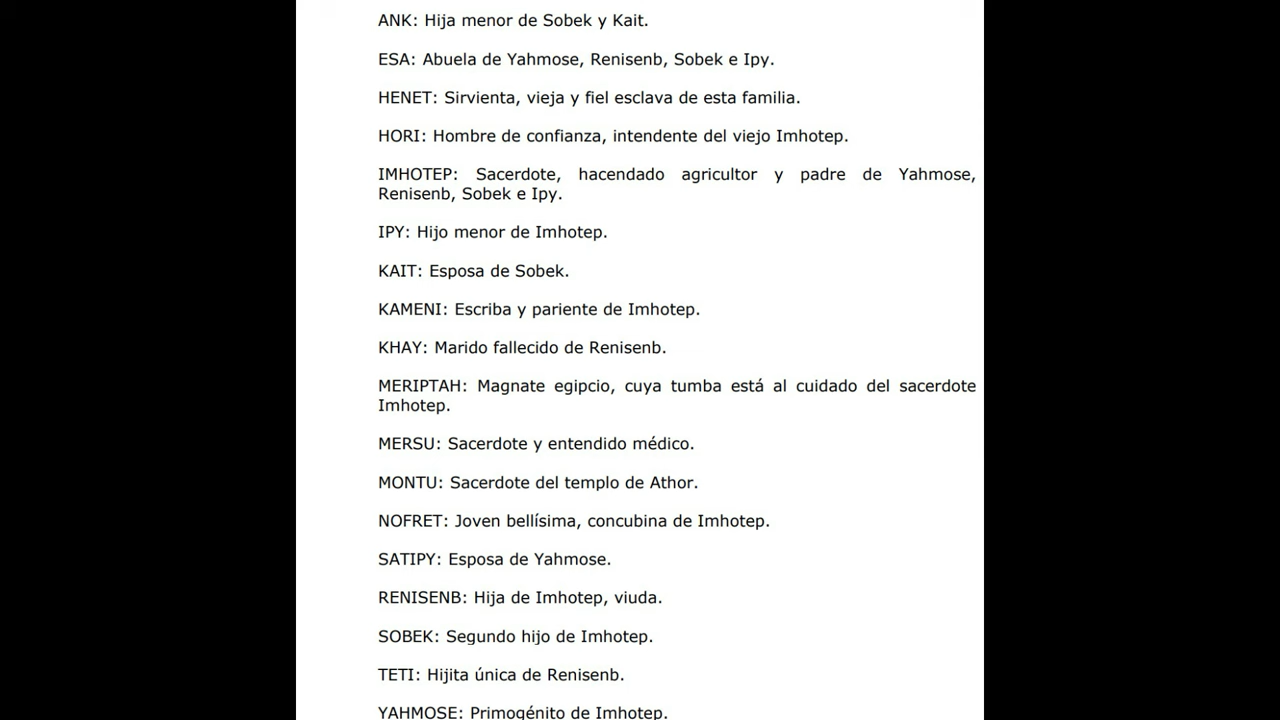 ANK: Hija menor de Sobek y Kait.
ESA: Abuela de Yahmose, Renisenb, Sobek e Ipy.
HENET: Sirvienta, vieja y fiel esclava de esta familia.
HORI: Hombre de confianza, intendente del viejo Imhotep.
IMHOTEP: Sacerdote, hacendado agricultor y padre de Yahmose,
Renisenb, Sobek e Ipy.
IPY: Hijo menor de Imhotep.
KAIT: Esposa de Sobek.
KAMENI: Escriba y pariente de Imhotep.
KHAY: Marido fallecido de Renisenb.
MERIPTAH: Magnate egipcio, cuya tumba está al cuidado del sacerdote
Imhotep.
MERSU: Sacerdote y entendido médico.
MONTU: Sacerdote del templo de Athor.
NOFRET: Joven bellísima, concubina de Imhotep.
SATIPY: Esposa de Yahmose.
RENISENB: Hija de Imhotep, viuda.
SOBEK: Segundo hijo de Imhotep.
TETI: Hijita única de Renisenb.
YAHMOSE: Primogénito de Imhotep.